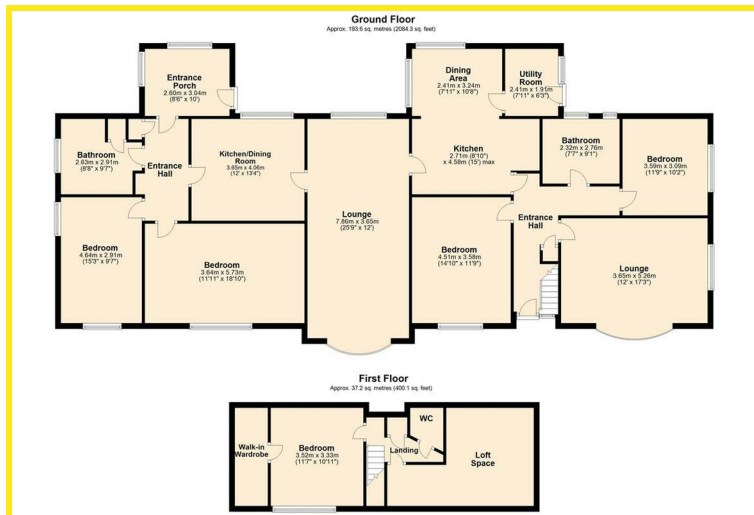 Ground Floor
Approx. 193.6 sq. metres (2084.3 sq. feet)
Entrance
Porch
2.60m x 3.04m
(8'6" x 10')
Dining
Area
2.41m x 3.24m
(7'11" x 10'8")
Utility
Room
2.41m x 1.91m
(7'11" x 6'3")
Bathroom
2.63m x 2.91m
(8'8" x 9'7")
Entrance
Hall
Kitchen/Dining
Room
3.65m x 4.06m
(12' x 13'4")
Kitchen
2.71m (8'10")
x 4.58m (15') max
Bathroom
2.32m x 2.76m
(7'7" x 9'1")
Bedroom
3.59m x 3.09m
(11'9" x 10'2")
Bedroom
4.64m x 2.91m
(15'3" x 9'7")
Bedroom
3.64m x 5.73m
(11'11" x 18'10")
Lounge
7.86m x 3.65m
(25'9" x 12')
Bedroom
4.51m x 3.58m
(14'10" x 11'9")
Entrance
Hall
Lounge
3.65m x 5.26m
(12' x 17'3")
First Floor
Approx. 37.2 sq. metres (400.1 sq. feet)
Walk-in
Wardrobe
Bedroom
3.52m x 3.33m
(11'7" x 10'11")
Landing
WC
Loft
Space